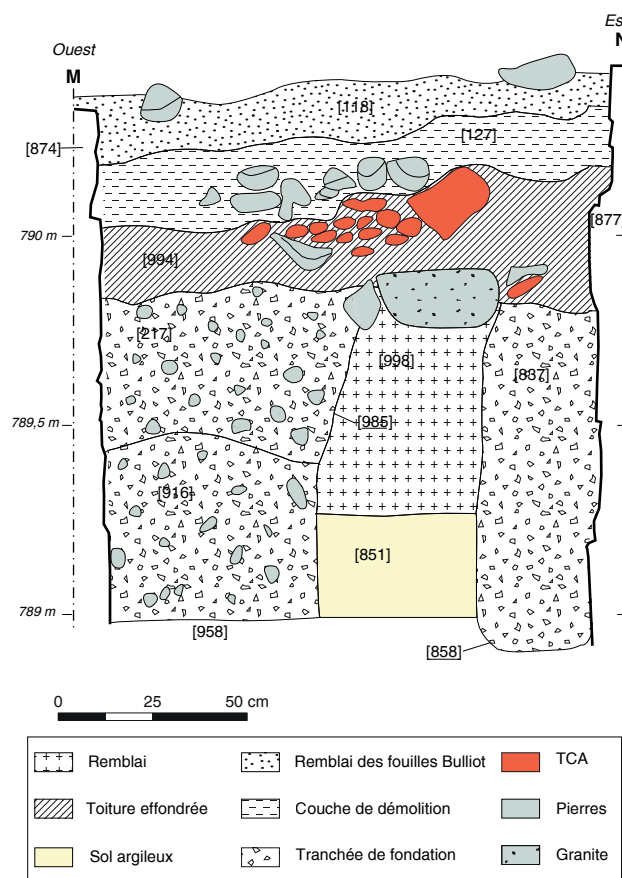 Ouest
Es
M
N
[118]
[127]
[874]
[877]
790 m
[994]
[217]
[998]
[837]
[985]
789,5 m
[916]
[851]
789 m
[958]
[858]
0 25 50 cm
Remblai
Remblai des fouilles Bulliot
TCA
Toiture effondrée
Couche de démolition
Pierres
Sol argileux
Tranchée de fondation
Granite